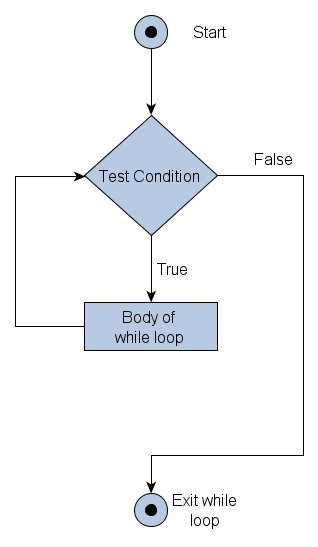 Start
Test Condition
False
True
Body of
while loop
Exit while
loop